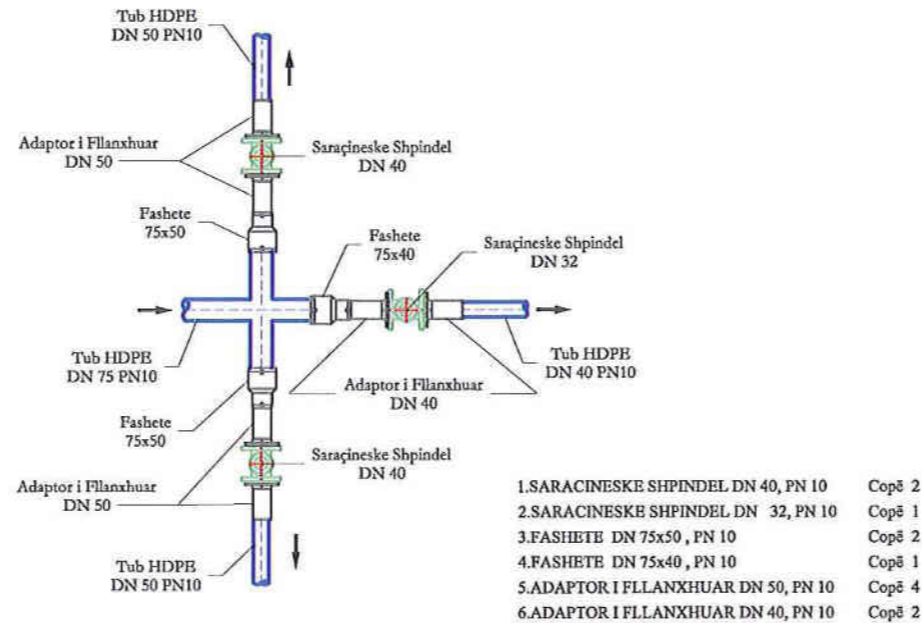 Tub HDPE
DN 50 PN10
Adaptor i Fllanxhuar
DN 50
Saraçineske Shpindel
DN 40
Fashete
75x50
Fashete
75x40
Saraçineske Shpindel
DN 32
Tub HDPE
DN 75 PN10
Tub HDPE
DN 40 PN10
Adaptor i Fllanxhuar
DN 40
Fashete
75x50
Saraçineske Shpindel
DN 40
Adaptor i Fllanxhuar
DN 50
Tub HDPE
DN 50 PN10
1.SARACINESKE SHPINDEL DN 40, PN 10 Copë 2
2.SARACINESKE SHPINDEL DN 32, PN 10 Copë 1
3.FASHETE DN 75x50 , PN 10 Copë 2
4.FASHETE DN 75x40 , PN 10 Copë 1
5.ADAPTOR I FLLANXHUAR DN 50, PN 10 Copë 4
6.ADAPTOR I FLLANXHUAR DN 40, PN 10 Copë 2